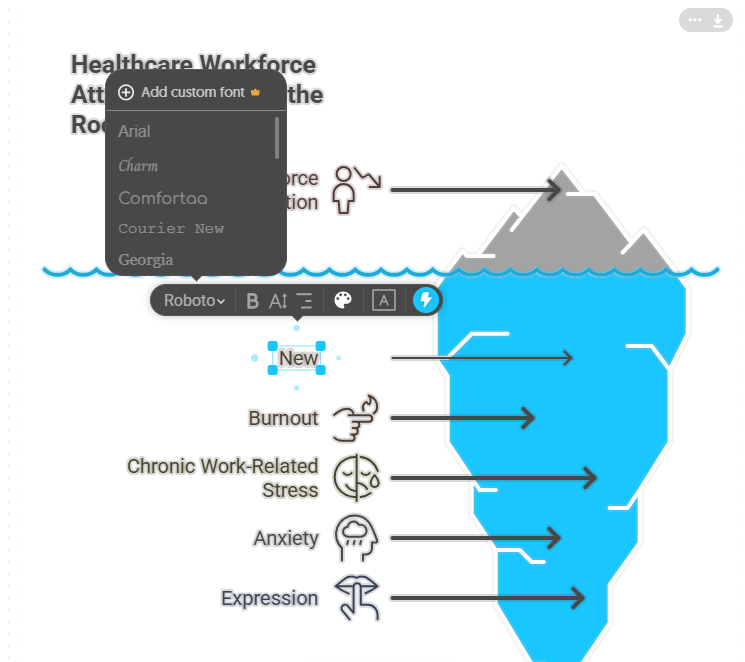 Healthcare Workforce
Att the
Ro
Add custom font
Arial
Charm
Comfortaa
Courier New
Georgia
orce
tion
Roboto
B A A
New
Burnout
Chronic Work-Related
Stress
Anxiety
Expression